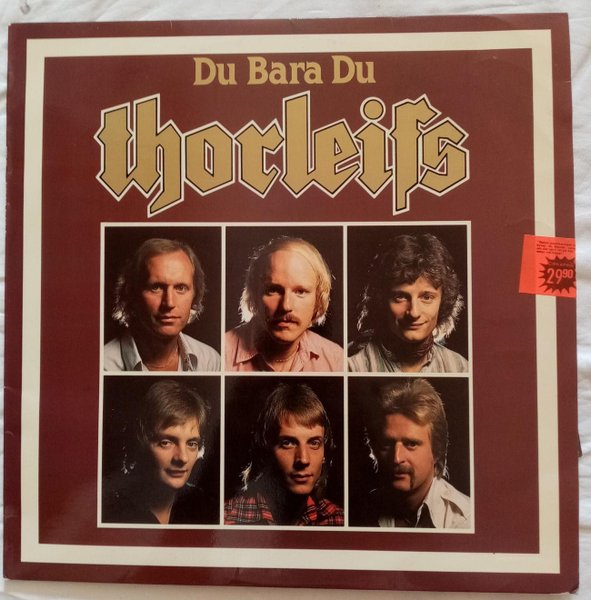 Du Bara Du
thorleifs
29.90